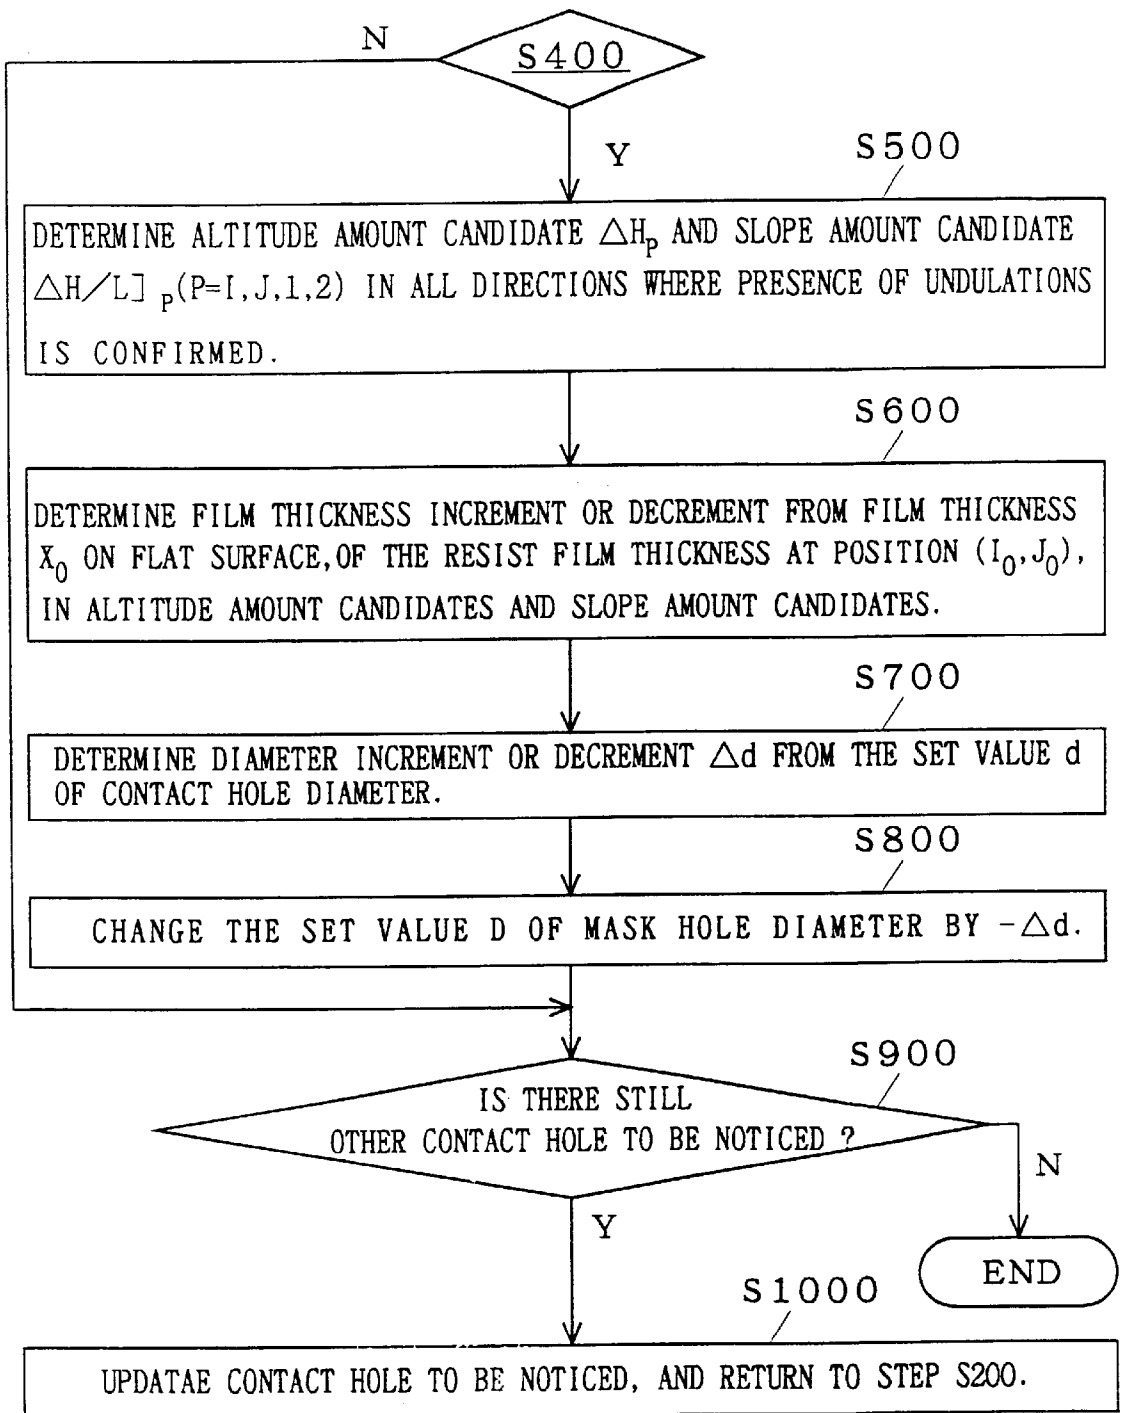 N
S400
Y
S500
DETERMINE ALTITUDE AMOUNT CANDIDATE △Hp AND SLOPE AMOUNT CANDIDATE
△H/L] p(P=I,J,1,2) IN ALL DIRECTIONS WHERE PRESENCE OF UNDULATIONS
IS CONFIRMED.
S600
DETERMINE FILM THICKNESS INCREMENT OR DECREMENT FROM FILM THICKNESS
X0 ON FLAT SURFACE,OF THE RESIST FILM THICKNESS AT POSITION (I0,J0),
IN ALTITUDE AMOUNT CANDIDATES AND SLOPE AMOUNT CANDIDATES.
S700
DETERMINE DIAMETER INCREMENT OR DECREMENT △d FROM THE SET VALUE d
OF CONTACT HOLE DIAMETER.
S800
CHANGE THE SET VALUE D OF MASK HOLE DIAMETER BY -△d.
S900
IS THERE STILL
OTHER CONTACT HOLE TO BE NOTICED ?
N
Y
END
S1000
UPDATAE CONTACT HOLE TO BE NOTICED, AND RETURN TO STEP S200.